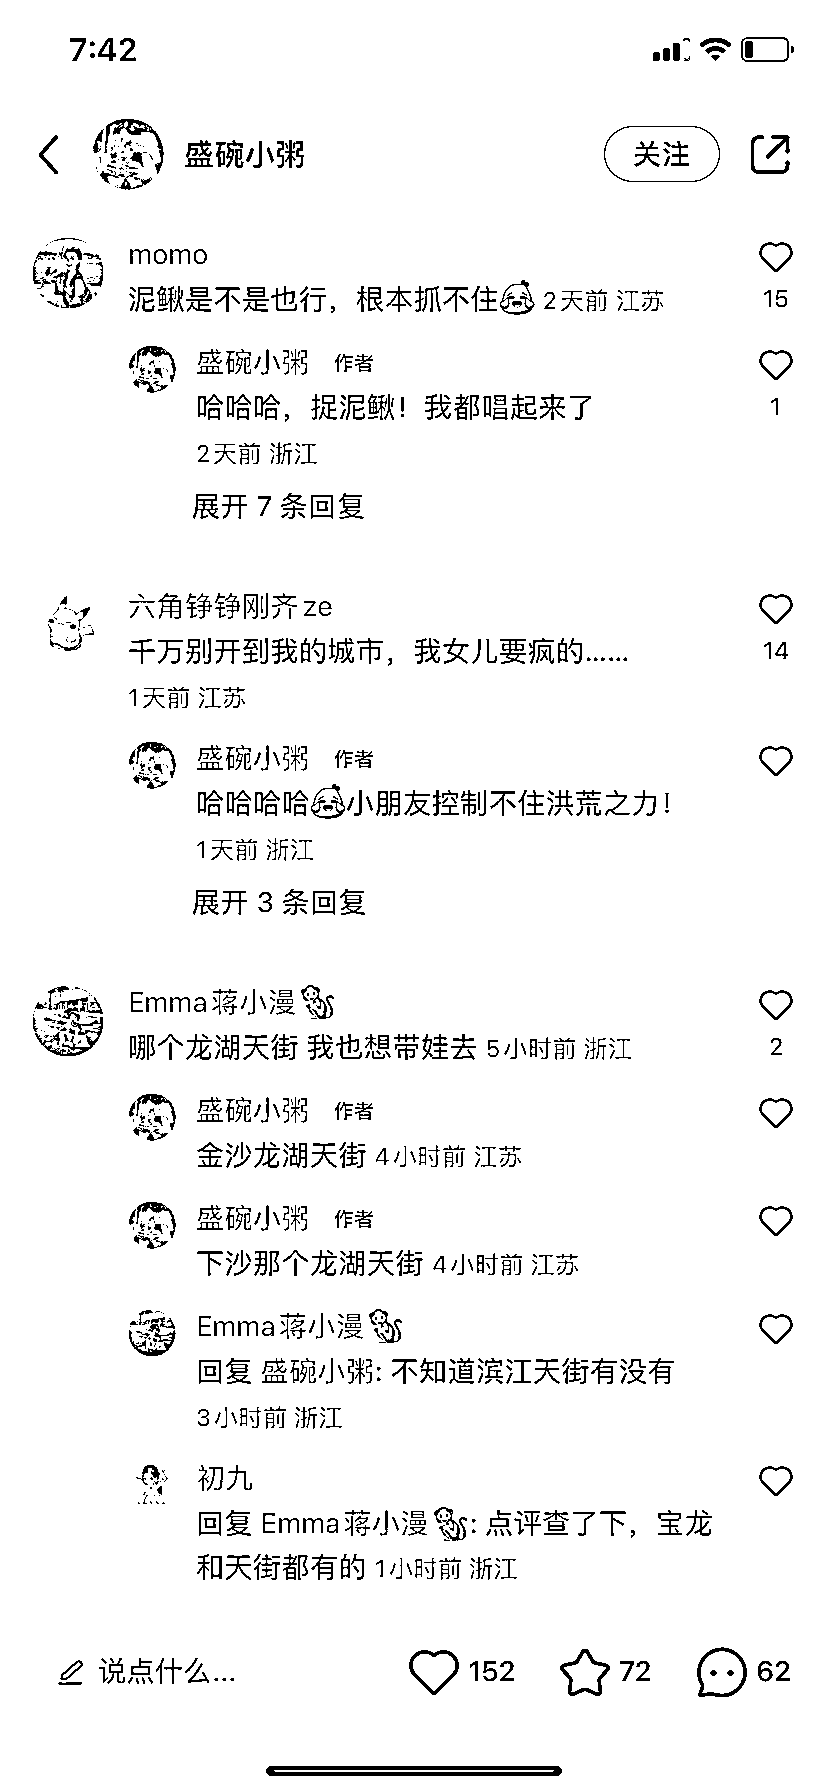 7:42
盛碗小粥
关注
momo
泥鳅是不是也行，根本抓不住😂 2天前 江苏
15
盛碗小粥 作者
哈哈哈，捉泥鳅！我都唱起来了
1
2天前 浙江
展开 7 条回复
六角铮铮刚齐ze
千万别开到我的城市，我女儿要疯的……
14
1天前 江苏
盛碗小粥 作者
哈哈哈哈😂小朋友控制不住洪荒之力！
1天前 浙江
展开 3 条回复
Emma蒋小漫🐒
哪个龙湖天街 我也想带娃去 5小时前 浙江
2
盛碗小粥 作者
金沙龙湖天街 4小时前 江苏
盛碗小粥 作者
下沙那个龙湖天街 4小时前 江苏
Emma蒋小漫🐒
回复 盛碗小粥: 不知道滨江天街有没有
3小时前 浙江
初九
回复 Emma蒋小漫🐒: 点评查了下，宝龙
和天街都有的 1小时前 浙江
说点什么...
152
72
62